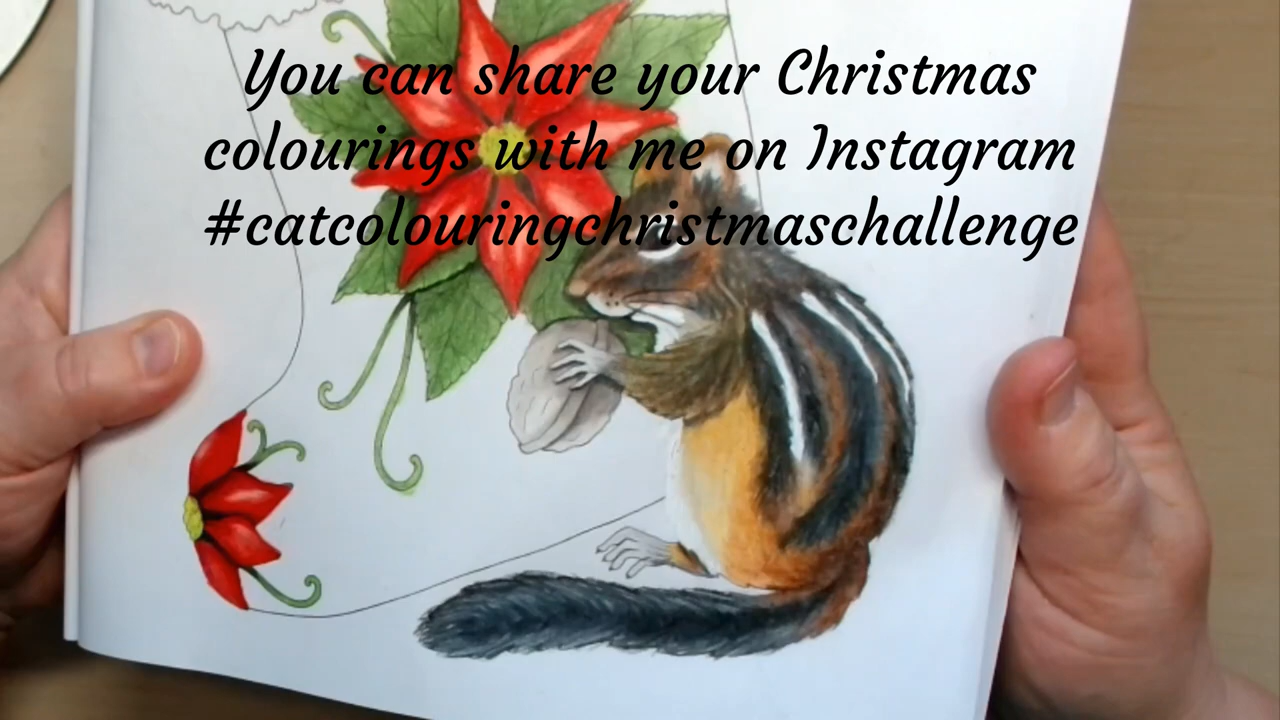 You can share your Christmas
colourings with me on Instagram
#catcolouringchristmaschallenge